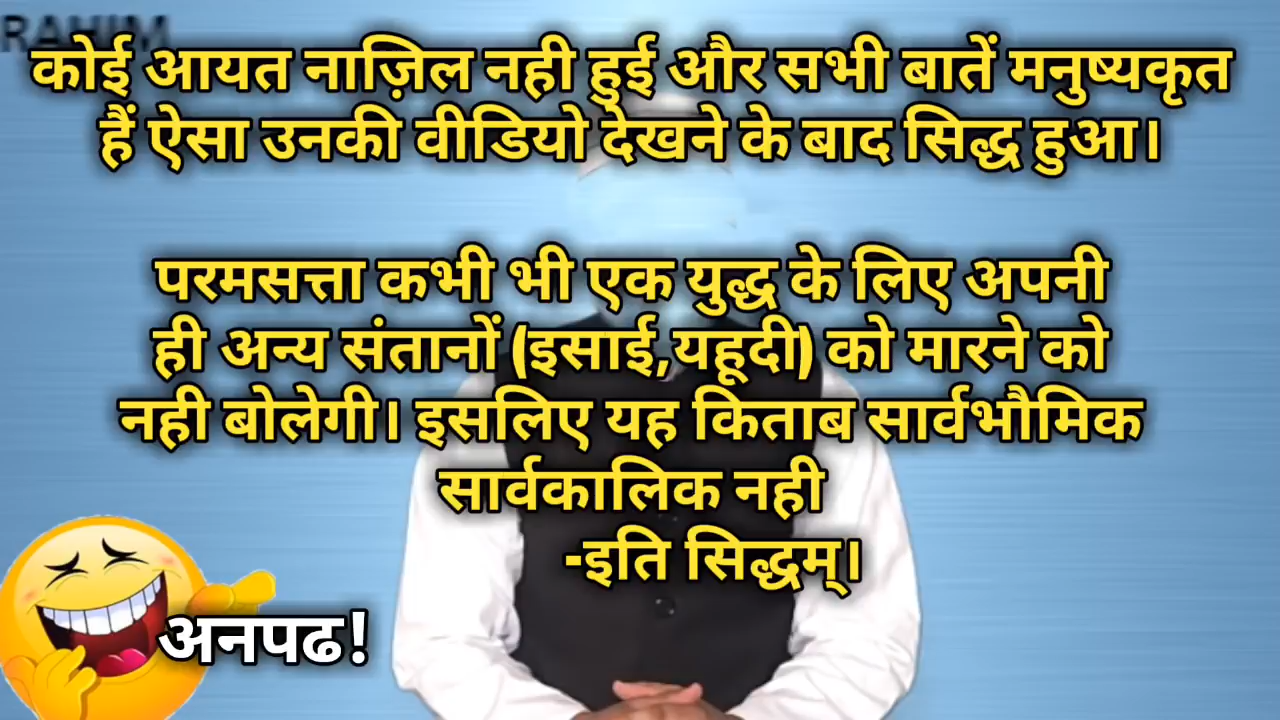 RAHIM
कोई आयत नाज़िल नही हुई और सभी बातें मनुष्यकृत
हैं ऐसा उनकी वीडियो देखने के बाद सिद्ध हुआ।
परमसत्ता कभी भी एक युद्ध के लिए अपनी
ही अन्य संतानों (इसाई,यहूदी) को मारने को
नही बोलेगी। इसलिए यह किताब सार्वभौमिक
सार्वकालिक नही
-इति सिद्धम्।
अनपढ!